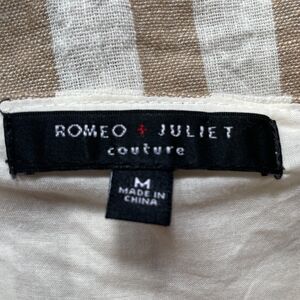 ROMEO + JULIET
couture
M
MADE IN
CHINA